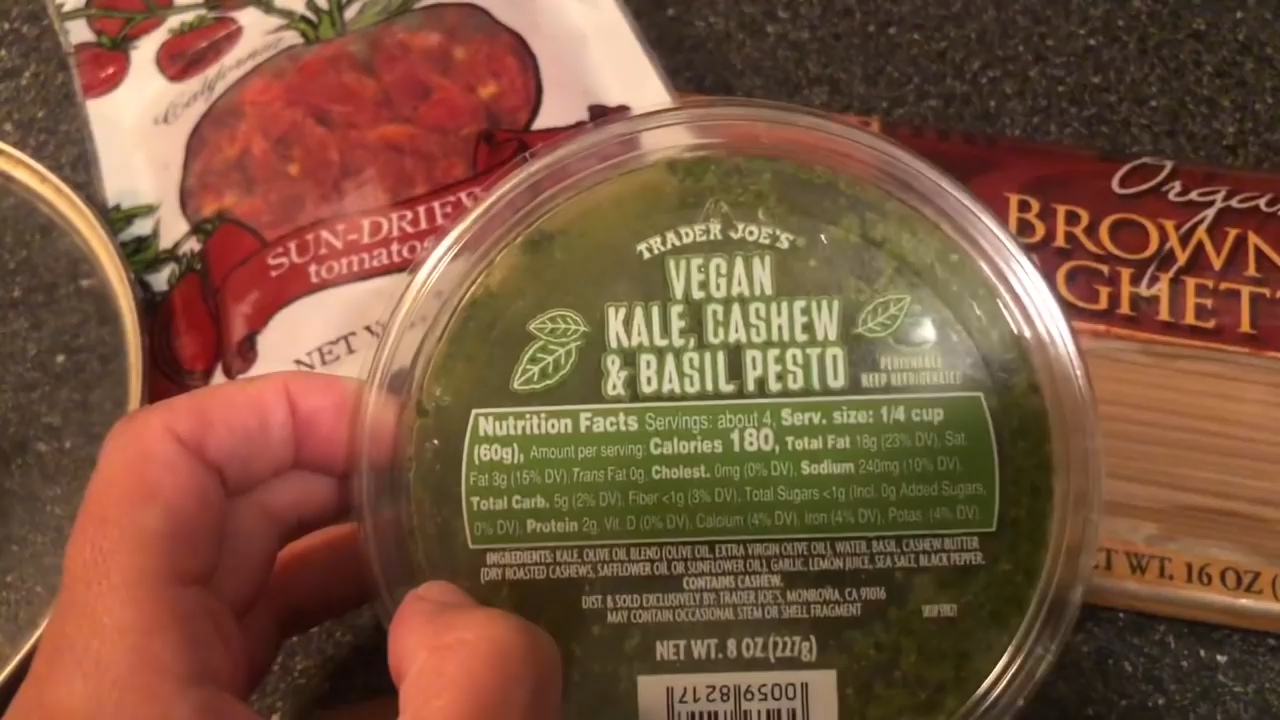 California
SUN-DRIED
tomatoes
NET W
TRADER JOE'S
VEGAN
KALE, CASHEW
& BASIL PESTO
PERISHABLE
KEEP REFRIGERATED
Nutrition Facts Servings: about 4, Serv. size: 1/4 cup
(60g), Amount per serving: Calories 180, Total Fat 18g (23% DV), Sat.
Fat 3g (15% DV), Trans Fat 0g, Cholest. 0mg (0% DV), Sodium 240mg (10% DV),
Total Carb. 5g (2% DV), Fiber <1g (3% DV), Total Sugars <1g (Incl. 0g Added Sugars,
0% DV), Protein 2g, Vit. D (0% DV), Calcium (4% DV), Iron (4% DV), Potas. (4% DV).
INGREDIENTS: KALE, OLIVE OIL BLEND (OLIVE OIL, EXTRA VIRGIN OLIVE OIL), WATER, BASIL, CASHEW BUTTER
(DRY ROASTED CASHEWS, SAFFLOWER OIL OR SUNFLOWER OIL), GARLIC, LEMON JUICE, SEA SALT, BLACK PEPPER.
CONTAINS CASHEW.
DIST. & SOLD EXCLUSIVELY BY: TRADER JOE'S, MONROVIA, CA 91016
MAY CONTAIN OCCASIONAL STEM OR SHELL FRAGMENT
NET WT. 8 OZ (227g)
0059 8217
Orga
BROWN
GHET
T WT. 16 OZ (